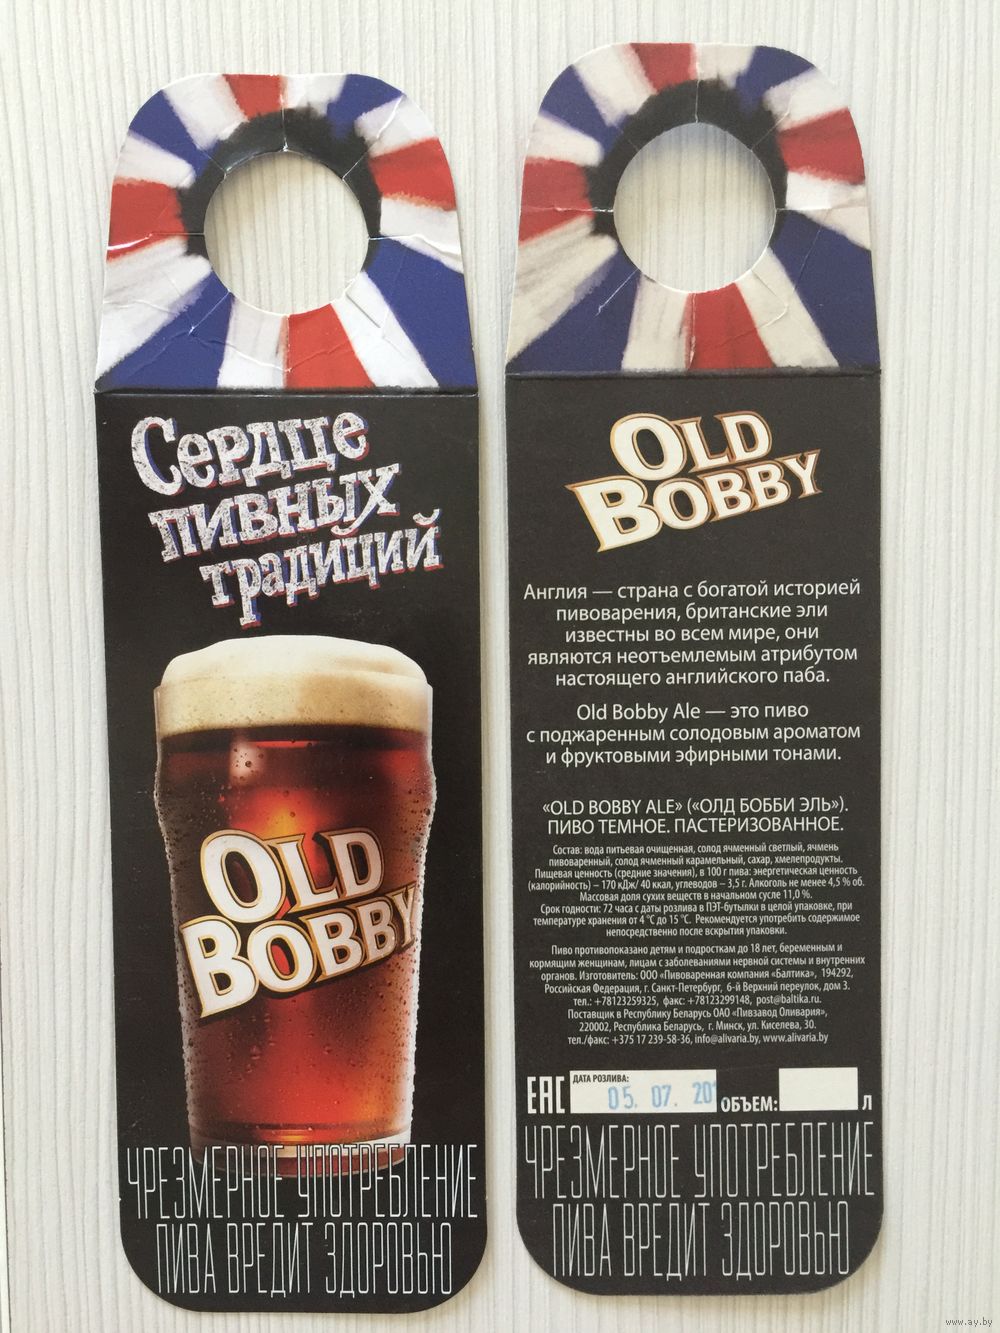 Сердце
пивных
традиций
OLD
BOBBY
ЧРЕЗМЕРНОЕ УПОТРЕБЛЕНИЕ
ПИВА ВРЕДИТ ЗДОРОВЬЮ
OLD
BOBBY
Англия — страна с богатой историей
пивоварения, британские эли
известны во всем мире, они
являются неотъемлемым атрибутом
настоящего английского паба.
Old Bobby Ale — это пиво
с поджаренным солодовым ароматом
и фруктовыми эфирными тонами.
«OLD BOBBY ALE» («ОЛД БОББИ ЭЛЬ»).
ПИВО ТЕМНОЕ. ПАСТЕРИЗОВАННОЕ.
Состав: вода питьевая очищенная, солод ячменный светлый, ячмень
пивоваренный, солод ячменный карамельный, сахар, хмелепродукты.
Пищевая ценность (средние значения), в 100 г пива: энергетическая ценность
(калорийность) – 170 кДж/ 40 ккал, углеводов – 3,5 г. Алкоголь не менее 4,5 % об.
Массовая доля сухих веществ в начальном сусле 11,0 %.
Срок годности: 72 часа с даты розлива в ПЭТ-бутылки в целой упаковке, при
температуре хранения от 4 °С до 15 °С. Рекомендуется употребить содержимое
непосредственно после вскрытия упаковки.
Пиво противопоказано детям и подросткам до 18 лет, беременным и
кормящим женщинам, лицам с заболеваниями нервной системы и внутренних
органов. Изготовитель: ООО «Пивоваренная компания «Балтика», 194292,
Российская Федерация, г. Санкт-Петербург, 6-й Верхний переулок, дом 3.
тел.: +78123259325, факс: +78123299148, post@baltika.ru.
Поставщик в Республику Беларусь ОАО «Пивзавод Оливария»,
220002, Республика Беларусь, г. Минск, ул. Киселева, 30.
тел./факс: +375 17 239-58-36, info@alivaria.by, www.alivaria.by
EAC ДАТА РОЗЛИВА: 05. 07. 20 ОБЪЕМ: Л
ЧРЕЗМЕРНОЕ УПОТРЕБЛЕНИЕ
ПИВА ВРЕДИТ ЗДОРОВЬЮ
www.ay.by